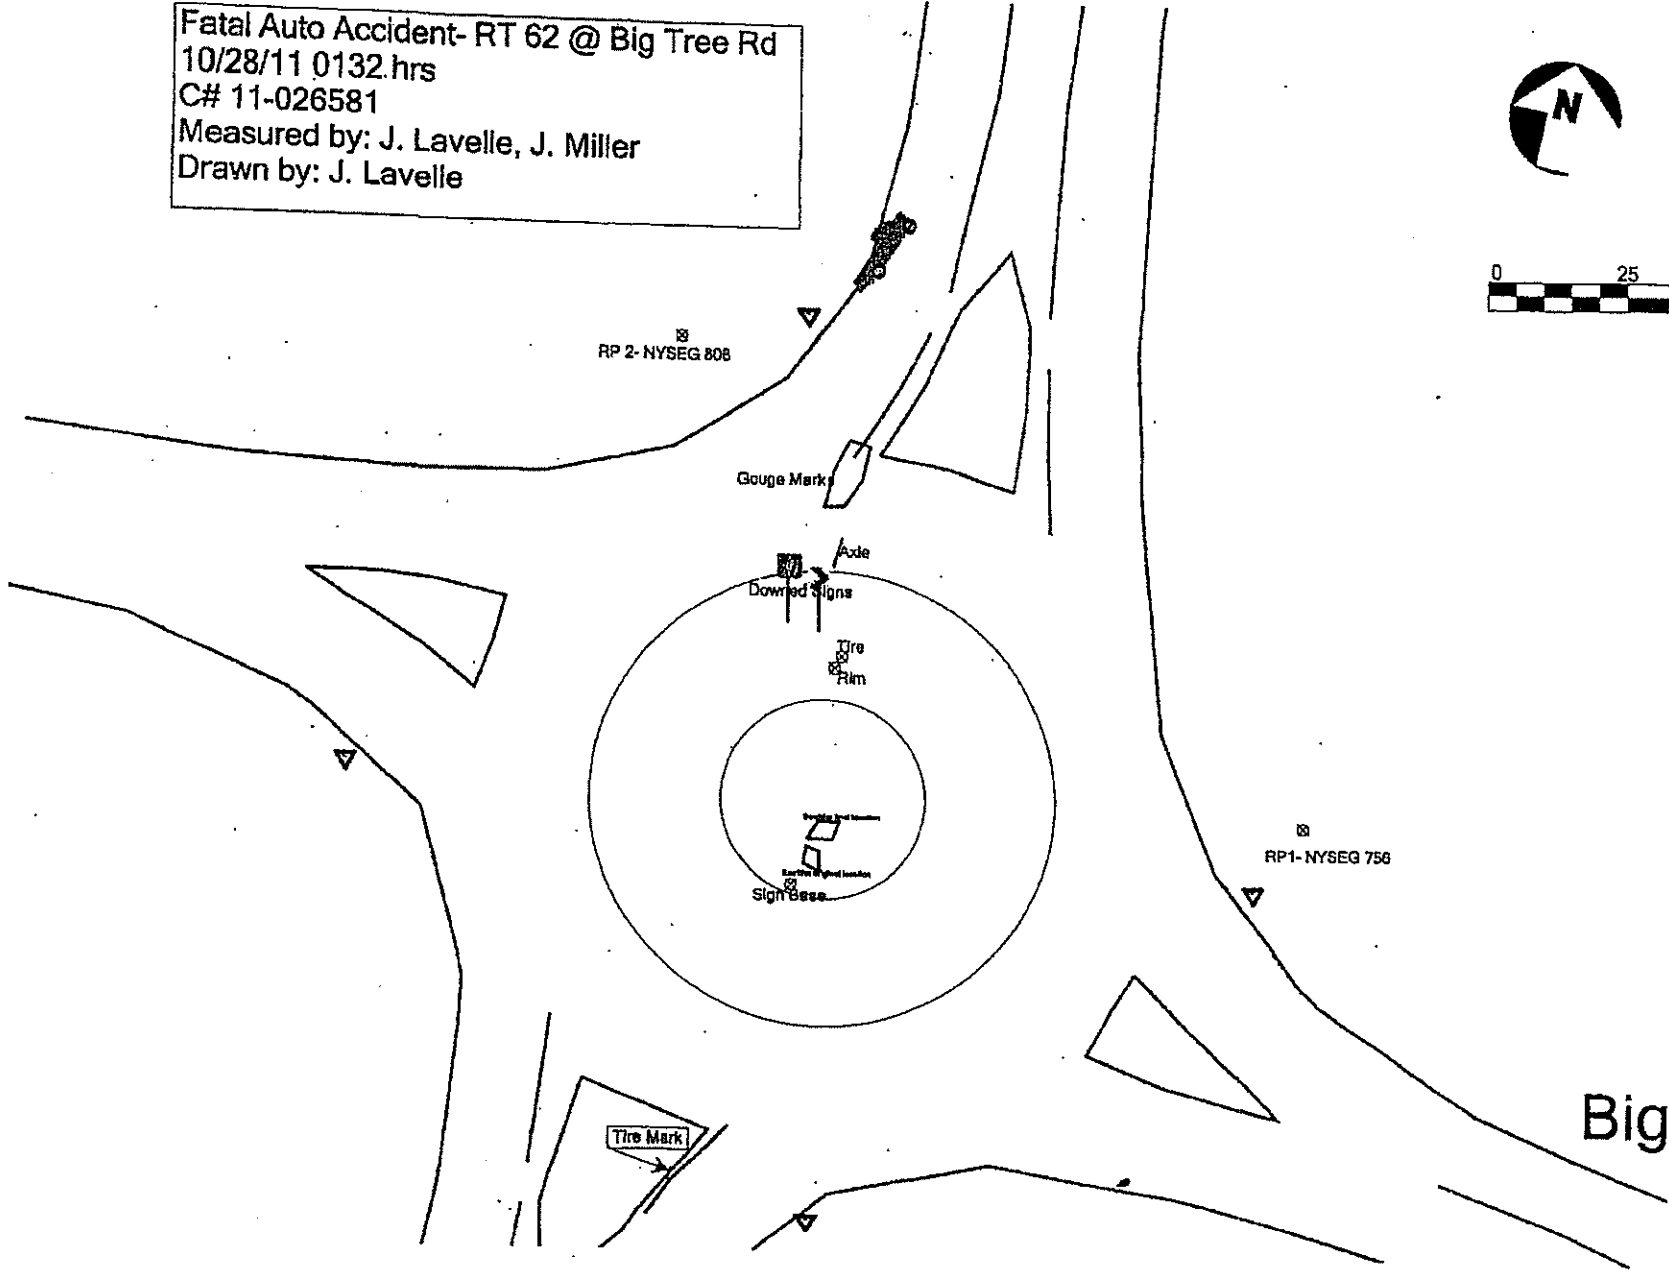 Fatal Auto Accident- RT 62 @ Big Tree Rd
10/28/11 0132 hrs
C# 11-026581
Measured by: J. Lavelle, J. Miller
Drawn by: J. Lavelle
N
0 25
RP 2- NYSEG 808
Gouge Marks
Axle
Downed Signs
Tire
Rim
RP1- NYSEG 756
Sign Base
Big
Tire Mark